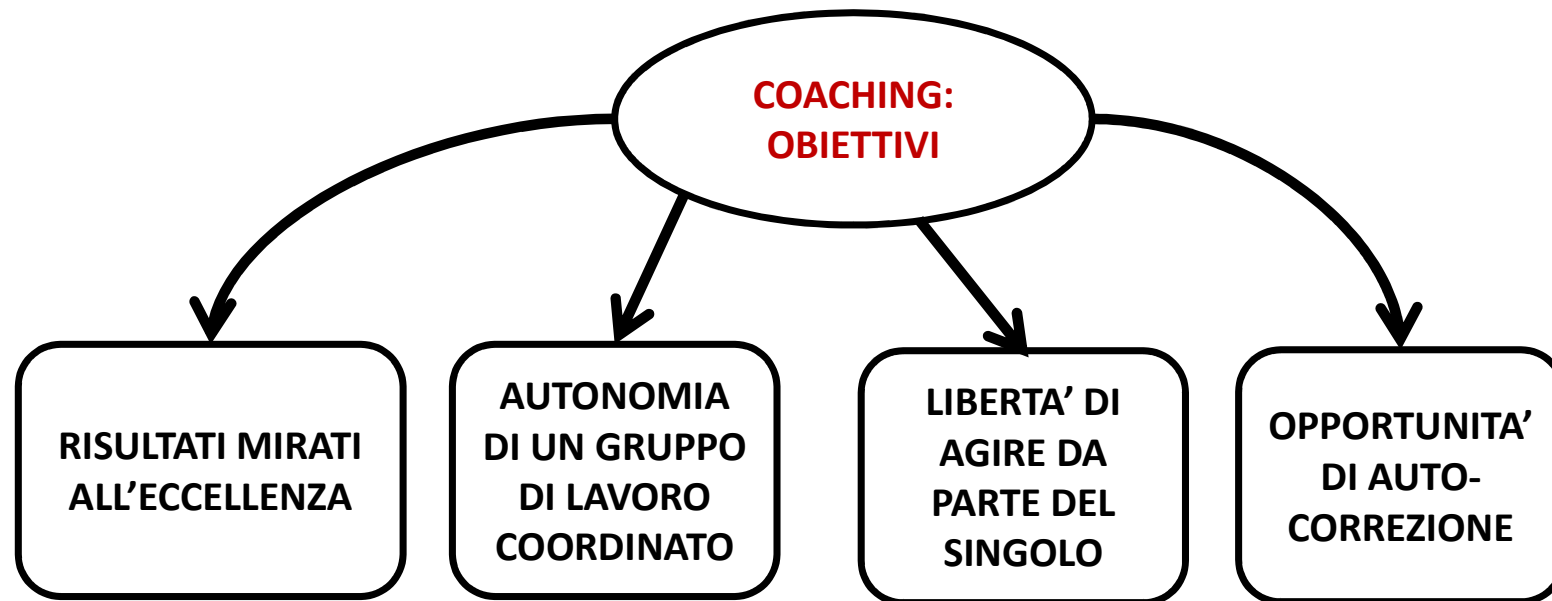 COACHING:
OBIETTIVI
RISULTATI MIRATI
ALL’ECCELLENZA
AUTONOMIA
DI UN GRUPPO
DI LAVORO
COORDINATO
LIBERTA’ DI
AGIRE DA
PARTE DEL
SINGOLO
OPPORTUNITA’
DI AUTO-
CORREZIONE